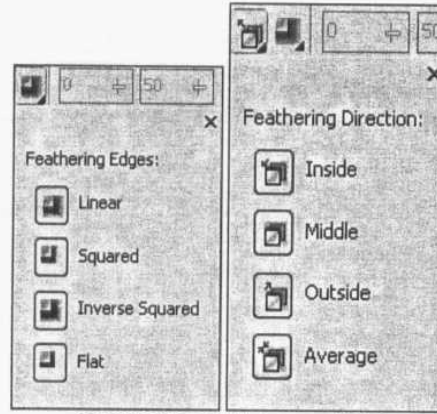 0 50
Feathering Edges:
Linear
Squared
Inverse Squared
Flat
0 50
Feathering Direction:
Inside
Middle
Outside
Average